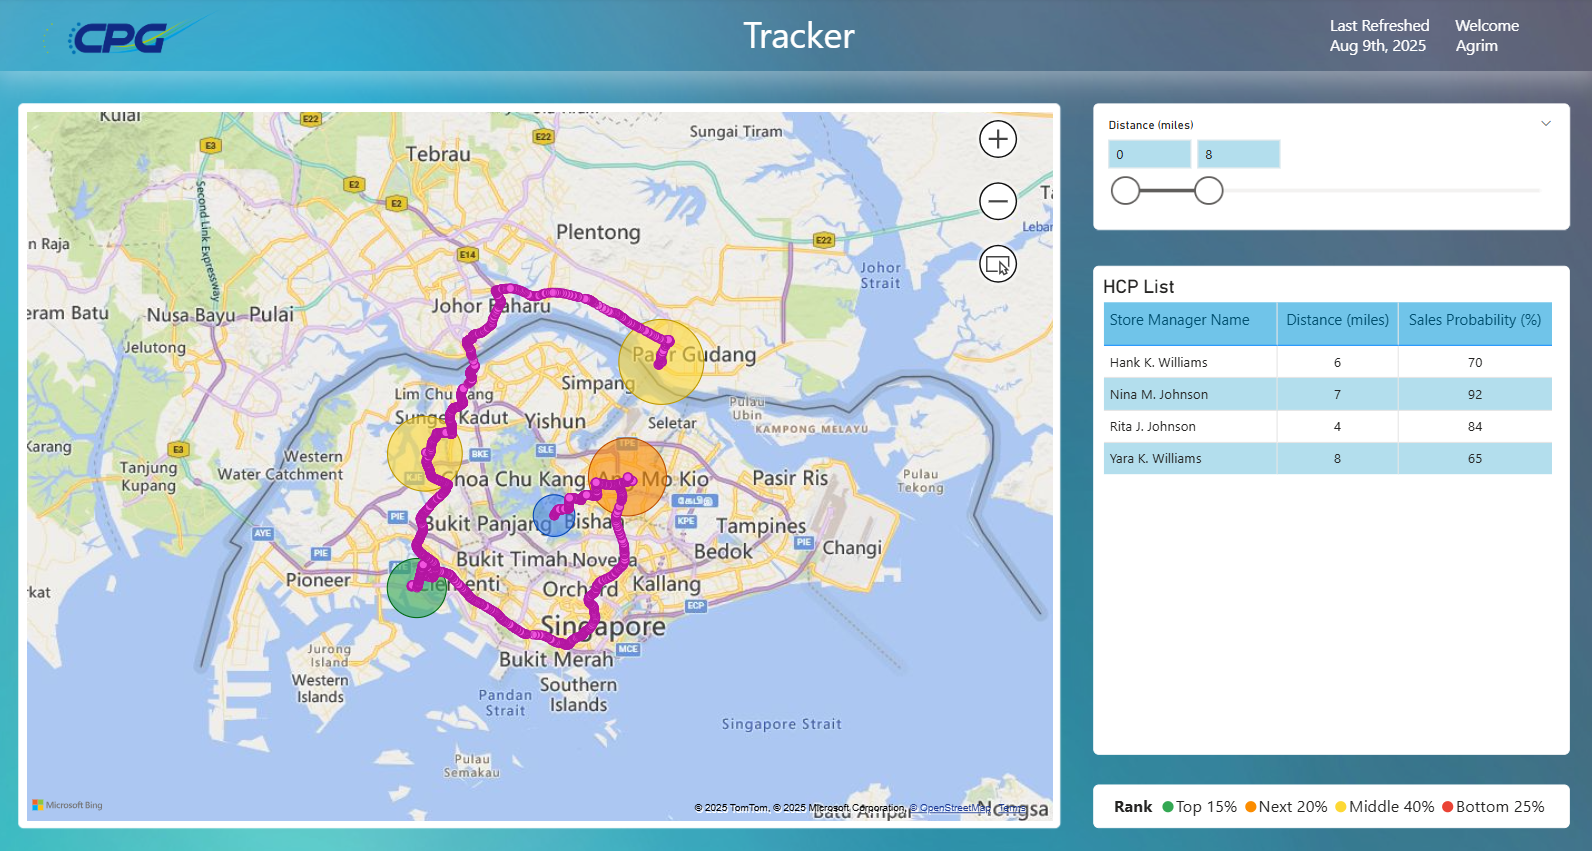 CPG
Tracker
Last Refreshed
Aug 9th, 2025
Welcome
Agrim
Kulai
E22
E3
E22
Sungai Tiram
Tebrau
E2
E2
Second Link Expressway
Plentong
E22
Lebar
n Raja
E14
Johor
Strait
Johor Baharu
eram Batu
Nusa Bayu
Pulai
Jelutong
Pasir Gudang
Simpang
Lim Chu Kang
Sungei Kadut
Yishun
Seletar
Pulau
Ubin
KAMPONG MELAYU
Karang
E3
Western
Water Catchment
BKE
SLE
TPE
Tanjung
Kupang
KJE
Choa Chu Kang
Ang Mo Kio
Pasir Ris
Pulau
Tekong
PIE
Bukit Panjang
Bishan
KPE
Tampines
AYE
PIE
PIE
Changi
Bukit Timah
Novena
Bedok
Pioneer
Clementi
Orchard
Kallang
rkat
ECP
Singapore
MCE
Jurong
Island
Bukit Merah
Western
Islands
Southern
Islands
Pandan
Strait
Singapore Strait
Pulau
Semakau
Microsoft Bing
© 2025 TomTom, © 2025 Microsoft Corporation, © OpenStreetMap Terms
Batu Ampar
Nongsa
Distance (miles)
0 8
HCP List
Store Manager Name Distance (miles) Sales Probability (%)
Hank K. Williams 6 70
Nina M. Johnson 7 92
Rita J. Johnson 4 84
Yara K. Williams 8 65
Rank Top 15% Next 20% Middle 40% Bottom 25%